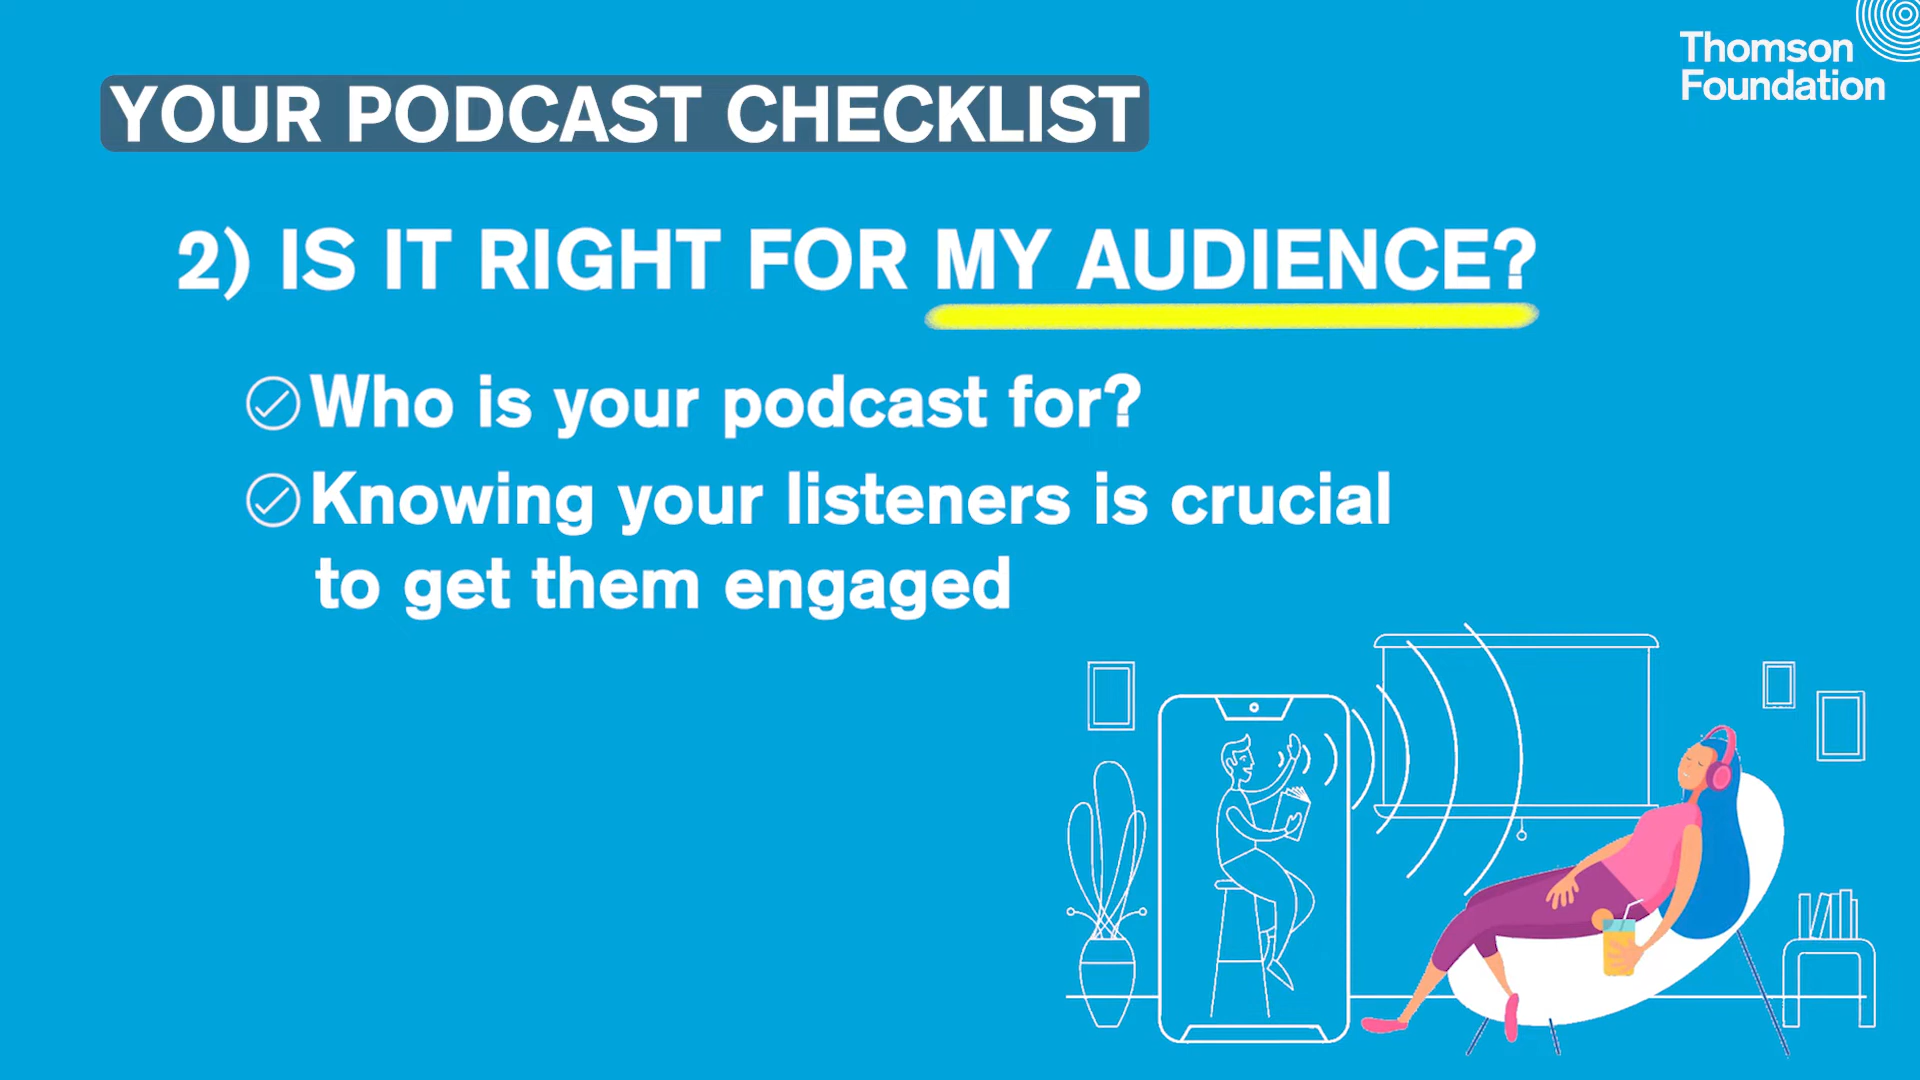 Thomson
Foundation
YOUR PODCAST CHECKLIST
2) IS IT RIGHT FOR MY AUDIENCE?
Who is your podcast for?
Knowing your listeners is crucial
to get them engaged